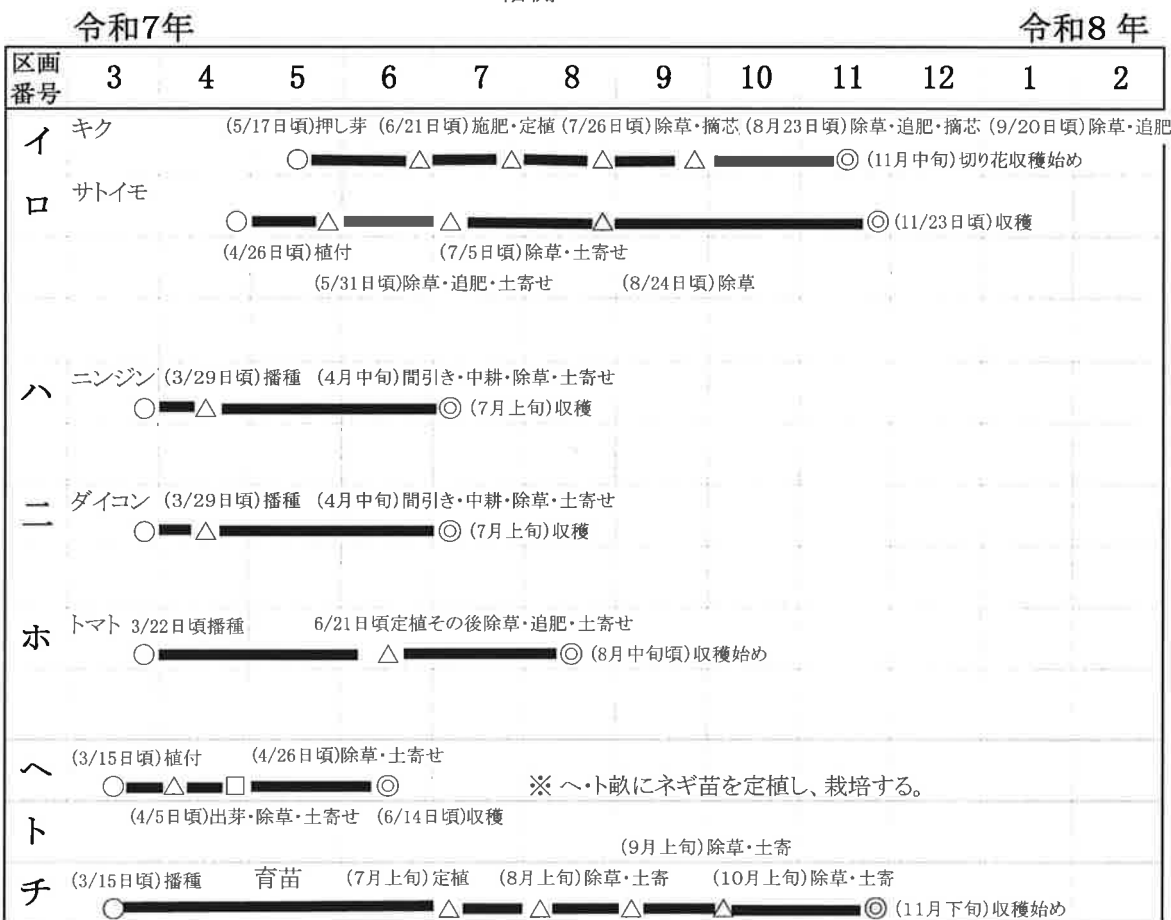 令和7年 令和8年
区画番号 3 4 5 6 7 8 9 10 11 12 1 2
イ キク (5/17日頃)押し芽 (6/21日頃)施肥・定植 (7/26日頃)除草・摘芯 (8月23日頃)除草・追肥・摘芯 (9/20日頃)除草・追肥
○ △ △ △ △ ◎ (11月中旬)切り花収穫始め
ロ サトイモ
○ △ △ △ ◎ (11/23日頃)収穫
(4/26日頃)植付 (7/5日頃)除草・土寄せ
(5/31日頃)除草・追肥・土寄せ (8/24日頃)除草
ハ ニンジン (3/29日頃)播種 (4月中旬)間引き・中耕・除草・土寄せ
○ △ ◎ (7月上旬)収穫
ニ ダイコン (3/29日頃)播種 (4月中旬)間引き・中耕・除草・土寄せ
○ △ ◎ (7月上旬)収穫
ホ トマト 3/22日頃播種 6/21日頃定植その後除草・追肥・土寄せ
○ △ ◎ (8月中旬頃)収穫始め
ヘ (3/15日頃)植付 (4/26日頃)除草・土寄せ
○ △ □ ◎ ※ ヘ・ト畝にネギ苗を定植し、栽培する。
ト (4/5日頃)出芽・除草・土寄せ (6/14日頃)収穫
(9月上旬)除草・土寄
チ (3/15日頃)播種 育苗 (7月上旬)定植 (8月上旬)除草・土寄 (10月上旬)除草・土寄
○ △ △ △ △ ◎ (11月下旬)収穫始め